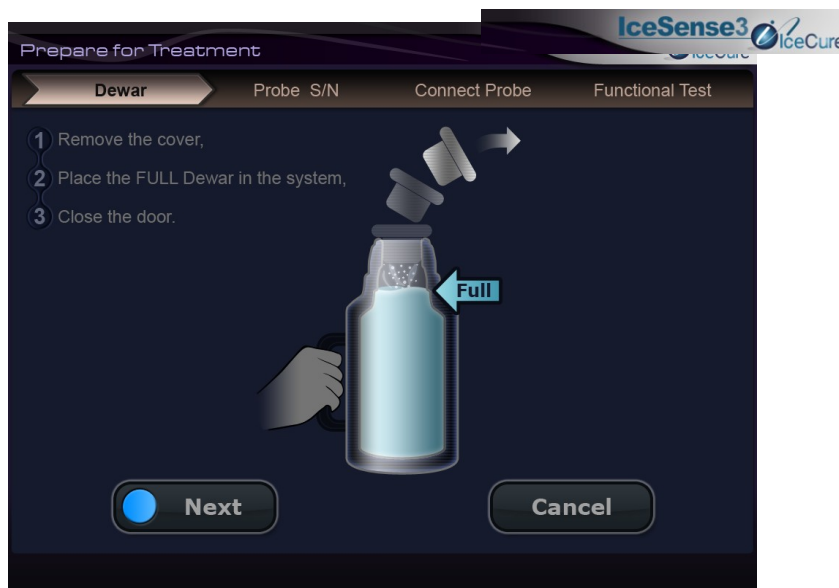 IceSense3 IceCure
Prepare for Treatment
IceCure
Dewar Probe S/N Connect Probe Functional Test
1 Remove the cover,
2 Place the FULL Dewar in the system,
3 Close the door.
Full
Next Cancel